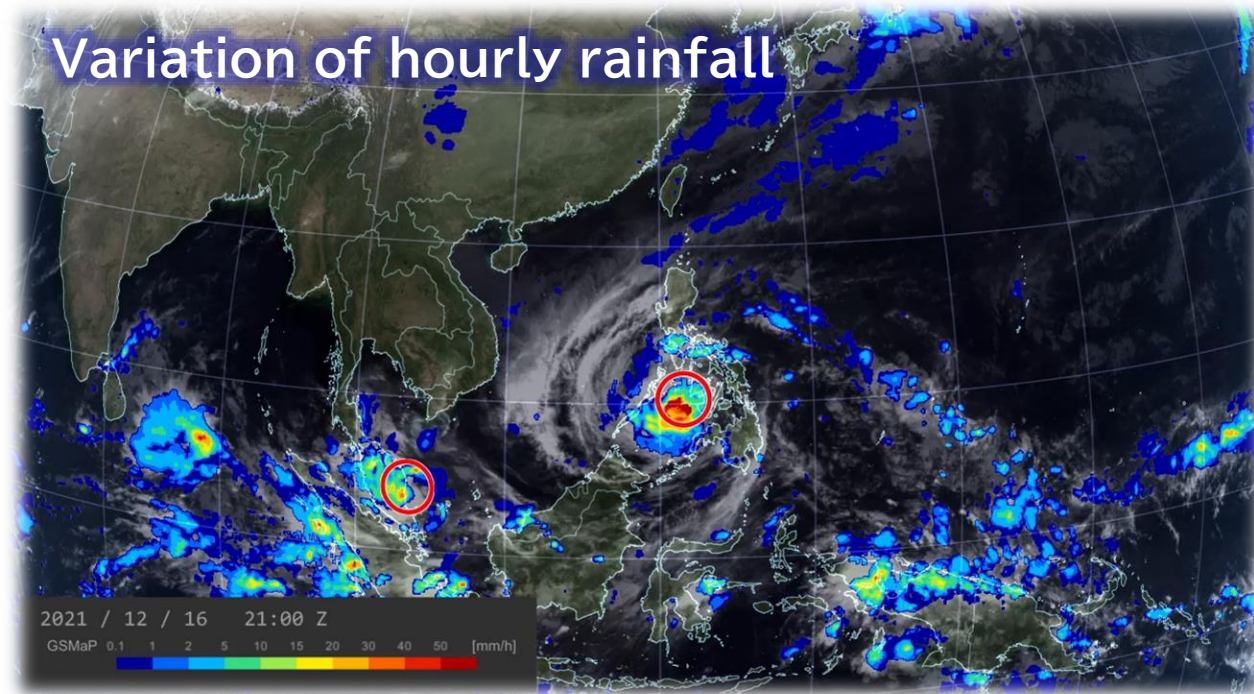 Variation of hourly rainfall
2021 / 12 / 16 21:00 Z
GSMaP 0.1 1 2 5 10 15 20 30 40 50 [mm/h]